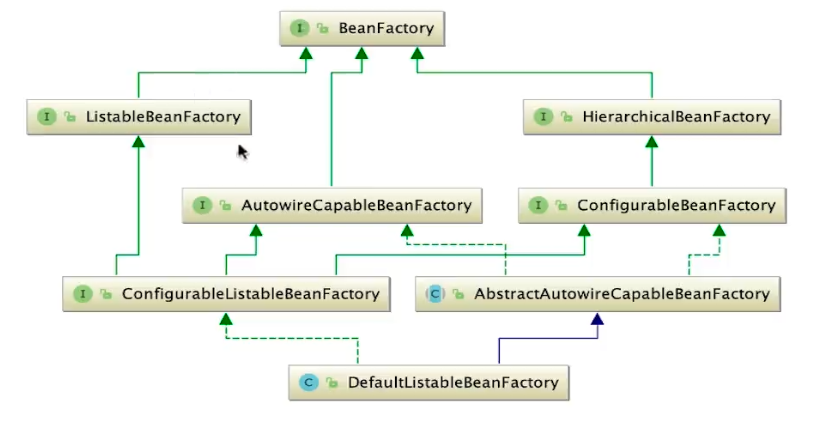 I BeanFactory
I ListableBeanFactory
I HierarchicalBeanFactory
I AutowireCapableBeanFactory
I ConfigurableBeanFactory
I ConfigurableListableBeanFactory
C AbstractAutowireCapableBeanFactory
C DefaultListableBeanFactory